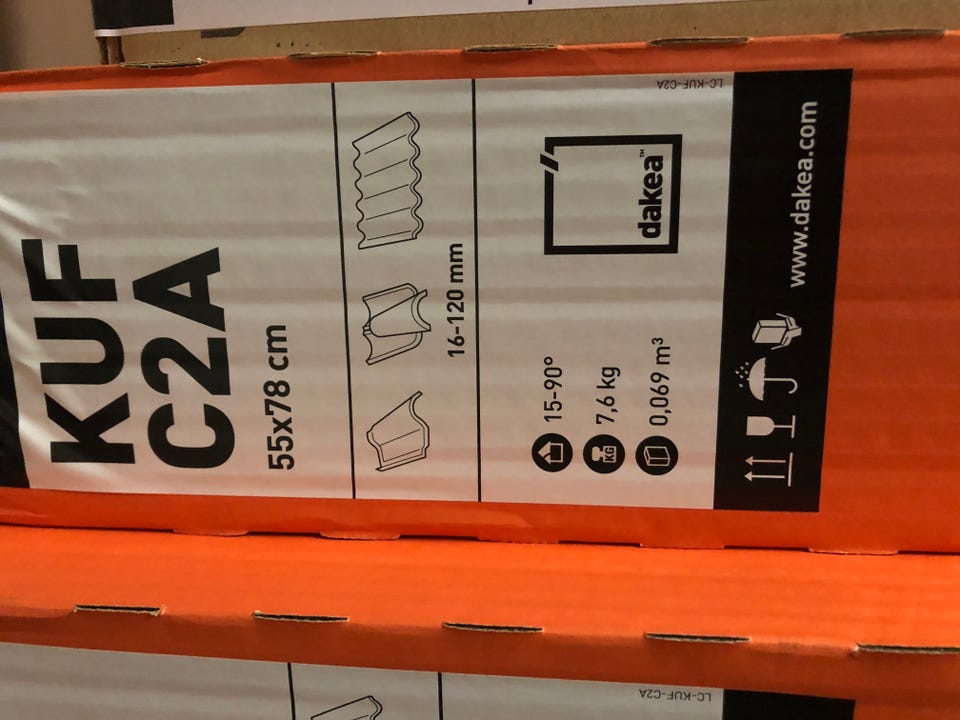 KUF
C2A
55x78 cm
16-120 mm
15-90°
KG
7,6 kg
0,069 m³
dakea™
LC-KUF-C2A
www.dakea.com
LC-KUF-C2A